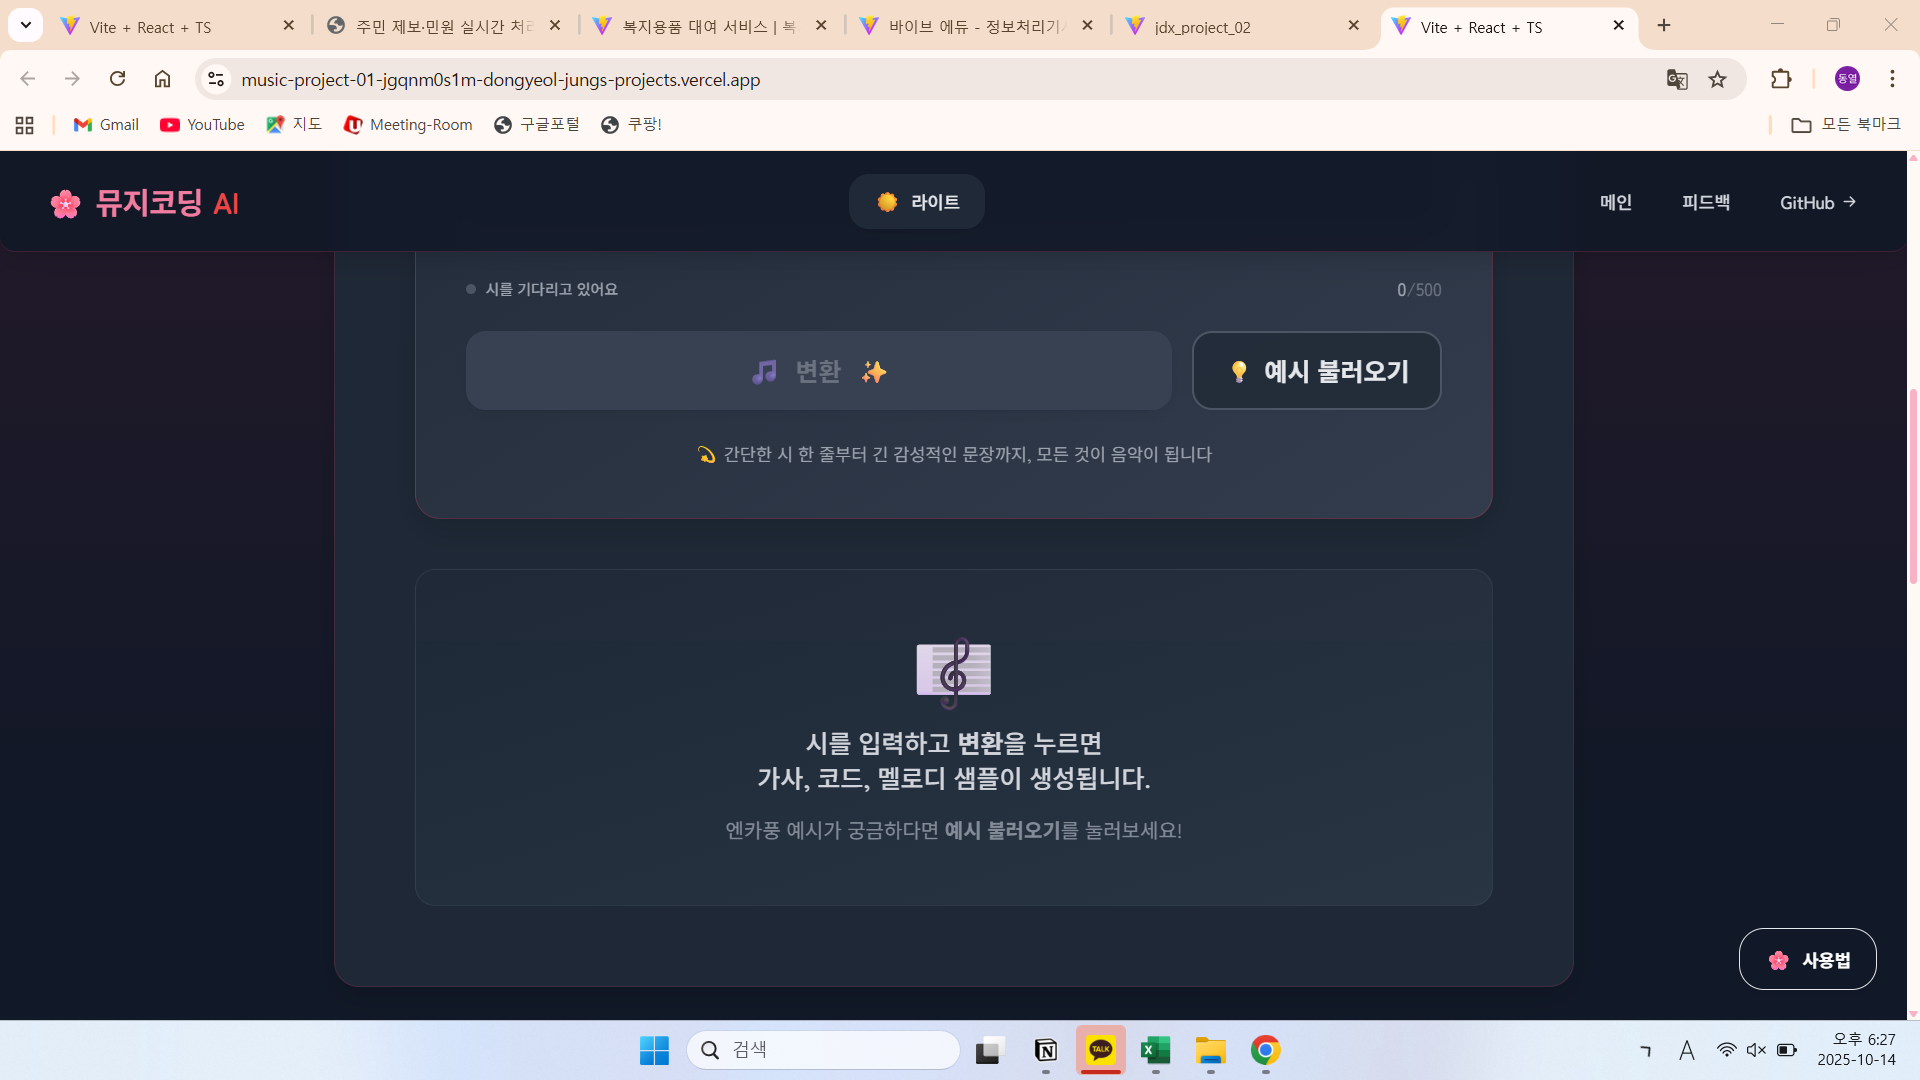 Vite + React + TS
주민 제보·민원 실시간 처리
복지용품 대여 서비스 | 복
바이브 에듀 - 정보처리기사
jdx_project_02
Vite + React + TS
music-project-01-jgqnm0s1m-dongyeol-jungs-projects.vercel.app
동열
Gmail
YouTube
지도
Meeting-Room
구글포털
쿠팡!
모든 북마크
뮤지코딩 AI
라이트
메인
피드백
GitHub →
시를 기다리고 있어요
0/500
변환
예시 불러오기
간단한 시 한 줄부터 긴 감성적인 문장까지, 모든 것이 음악이 됩니다
시를 입력하고 변환을 누르면
가사, 코드, 멜로디 샘플이 생성됩니다.
엔카풍 예시가 궁금하다면 예시 불러오기를 눌러보세요!
사용법
검색
TALK
A
오후 6:27
2025-10-14